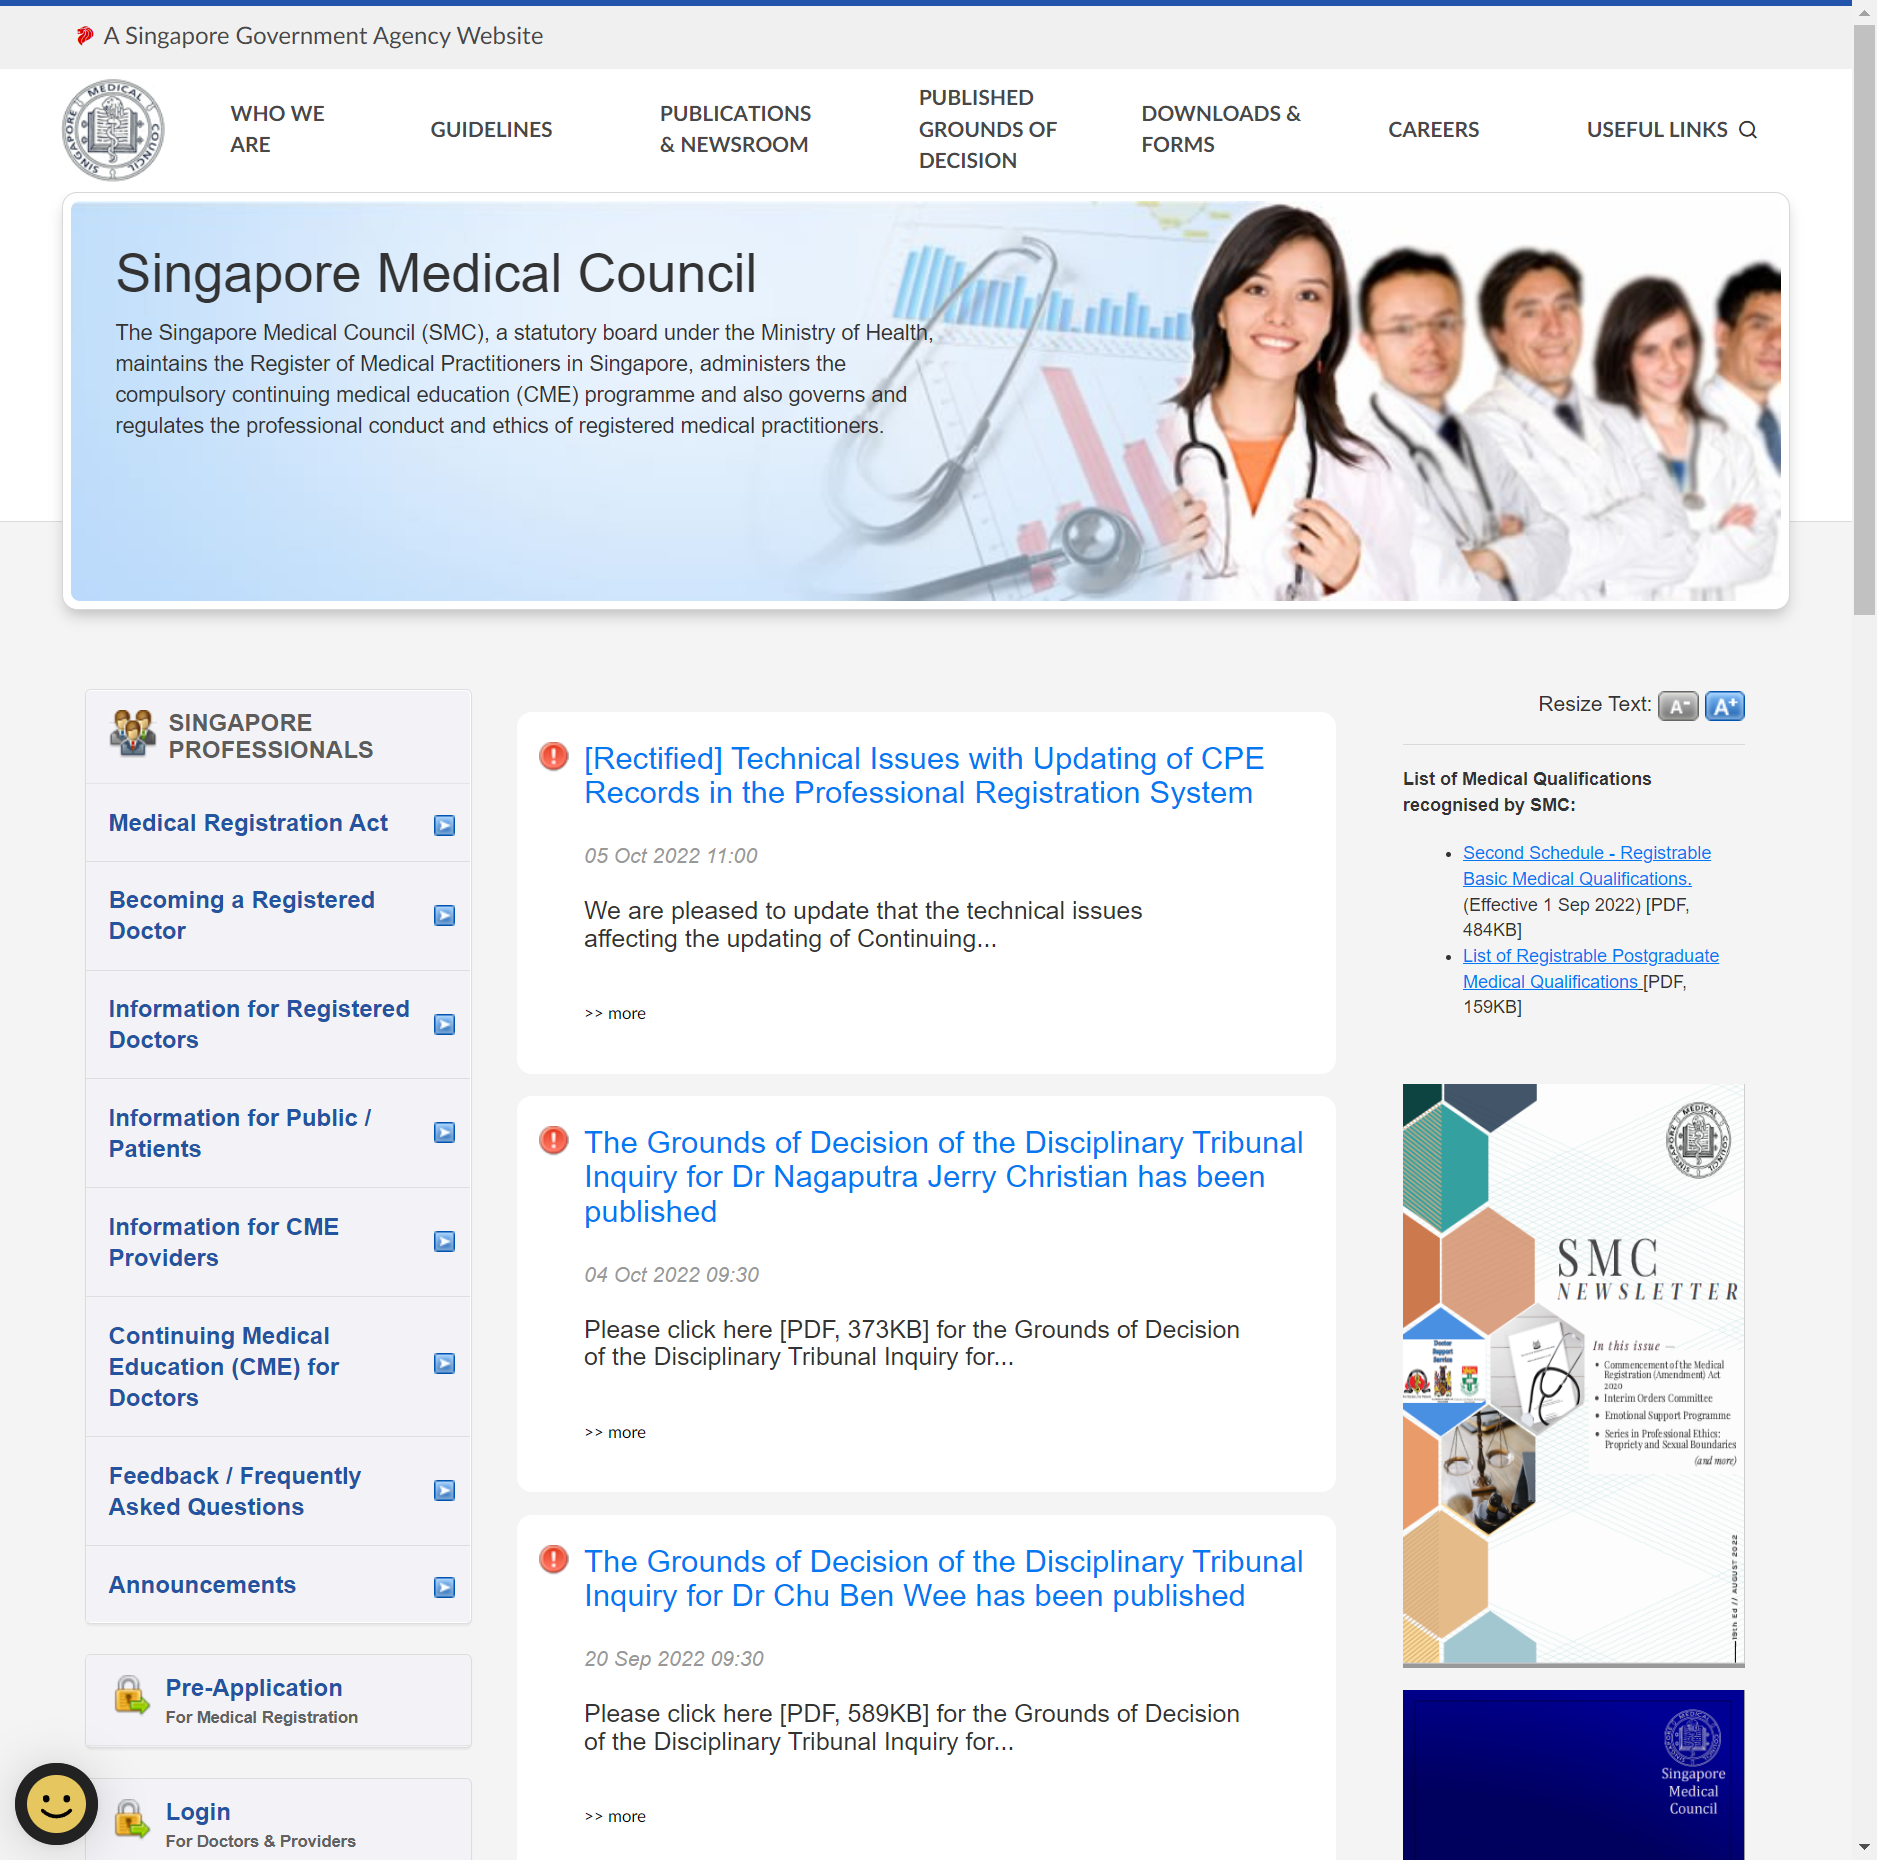 A Singapore Government Agency Website
SINGAPORE MEDICAL COUNCIL
WHO WE
ARE
GUIDELINES
PUBLICATIONS
& NEWSROOM
PUBLISHED
GROUNDS OF
DECISION
DOWNLOADS &
FORMS
CAREERS
USEFUL LINKS
Singapore Medical Council
The Singapore Medical Council (SMC), a statutory board under the Ministry of Health,
maintains the Register of Medical Practitioners in Singapore, administers the
compulsory continuing medical education (CME) programme and also governs and
regulates the professional conduct and ethics of registered medical practitioners.
SINGAPORE
PROFESSIONALS
Medical Registration Act
Becoming a Registered
Doctor
Information for Registered
Doctors
Information for Public /
Patients
Information for CME
Providers
Continuing Medical
Education (CME) for
Doctors
Feedback / Frequently
Asked Questions
Announcements
Pre-Application
For Medical Registration
Login
For Doctors & Providers
[Rectified] Technical Issues with Updating of CPE
Records in the Professional Registration System
05 Oct 2022 11:00
We are pleased to update that the technical issues
affecting the updating of Continuing...
>> more
The Grounds of Decision of the Disciplinary Tribunal
Inquiry for Dr Nagaputra Jerry Christian has been
published
04 Oct 2022 09:30
Please click here [PDF, 373KB] for the Grounds of Decision
of the Disciplinary Tribunal Inquiry for...
>> more
The Grounds of Decision of the Disciplinary Tribunal
Inquiry for Dr Chu Ben Wee has been published
20 Sep 2022 09:30
Please click here [PDF, 589KB] for the Grounds of Decision
of the Disciplinary Tribunal Inquiry for...
>> more
Resize Text: A- A+
List of Medical Qualifications
recognised by SMC:
• Second Schedule - Registrable
Basic Medical Qualifications.
(Effective 1 Sep 2022) [PDF,
484KB]
• List of Registrable Postgraduate
Medical Qualifications [PDF,
159KB]
SINGAPORE MEDICAL COUNCIL
SMC
NEWSLETTER
Doctor
Support
Service
In this issue —
• Commencement of the Medical
Registration (Amendment) Act
2020
• Interim Orders Committee
• Emotional Support Programme
• Series in Professional Ethics:
Propriety and Sexual Boundaries
(and more)
19th Ed // AUGUST 2022
SINGAPORE MEDICAL COUNCIL
Singapore
Medical
Council